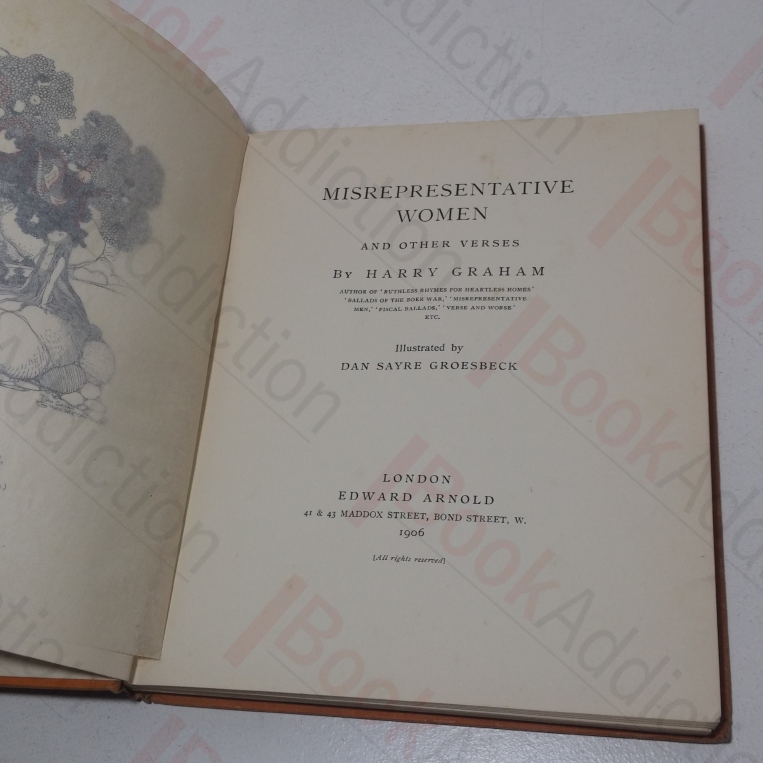 MISREPRESENTATIVE
WOMEN
AND OTHER VERSES
By HARRY GRAHAM
AUTHOR OF 'RUTHLESS RHYMES FOR HEARTLESS HOMES'
'BALLADS OF THE BOER WAR,' 'MISREPRESENTATIVE
MEN,' 'FISCAL BALLADS,' 'VERSE AND WORSE'
ETC.
Illustrated by
DAN SAYRE GROESBECK
LONDON
EDWARD ARNOLD
41 & 43 MADDOX STREET, BOND STREET, W.
1906
[All rights reserved]
BookAddiction